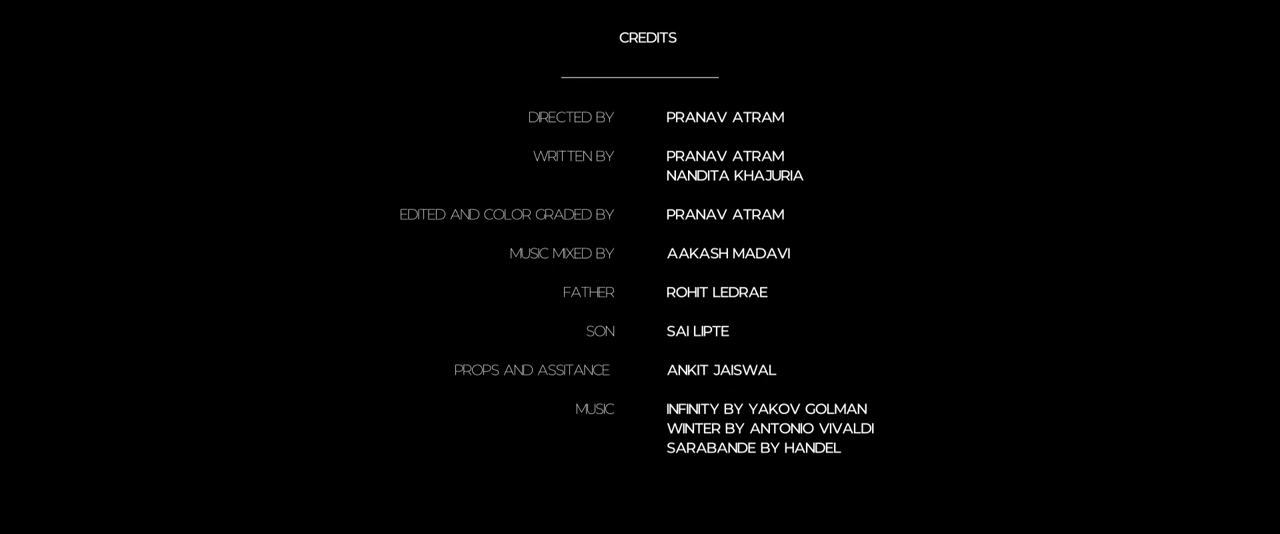 CREDITS
DIRECTED BY PRANAV ATRAM
WRITTEN BY PRANAV ATRAM
NANDITA KHAJURIA
EDITED AND COLOR GRADED BY PRANAV ATRAM
MUSIC MIXED BY AAKASH MADAVI
FATHER ROHIT LEDRAE
SON SAI LIPTE
PROPS AND ASSITANCE ANKIT JAISWAL
MUSIC INFINITY BY YAKOV GOLMAN
WINTER BY ANTONIO VIVALDI
SARABANDE BY HANDEL